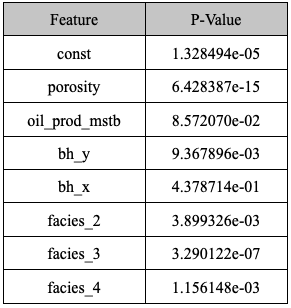 Feature P-Value
const 1.328494e-05
porosity 6.428387e-15
oil_prod_mstb 8.572070e-02
bh_y 9.367896e-03
bh_x 4.378714e-01
facies_2 3.899326e-03
facies_3 3.290122e-07
facies_4 1.156148e-03